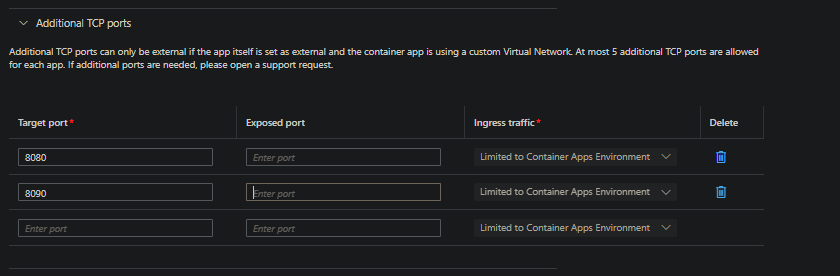 Additional TCP ports
Additional TCP ports can only be external if the app itself is set as external and the container app is using a custom Virtual Network. At most 5 additional TCP ports are allowed
for each app. If additional ports are needed, please open a support request.
Target port * Exposed port Ingress traffic * Delete
8080 Enter port Limited to Container Apps Environment
8090 Enter port Limited to Container Apps Environment
Enter port Enter port Limited to Container Apps Environment